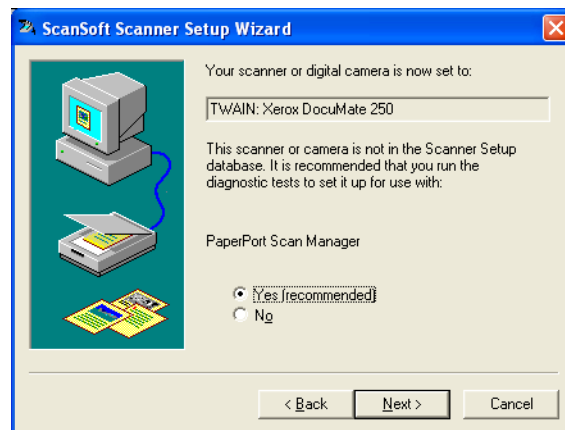 ScanSoft Scanner Setup Wizard
Your scanner or digital camera is now set to:
TWAIN: Xerox DocuMate 250
This scanner or camera is not in the Scanner Setup
database. It is recommended that you run the
diagnostic tests to set it up for use with:
PaperPort Scan Manager
Yes (recommended)
No
< Back Next > Cancel